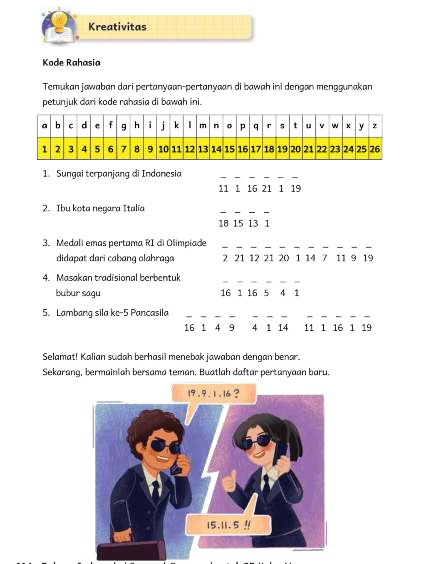 Kreativitas
Kode Rahasia
Temukan jawaban dari pertanyaan-pertanyaan di bawah ini dengan menggunakan
petunjuk dari kode rahasia di bawah ini.
a b c d e f g h i j k l m n o p q r s t u v w x y z
1 2 3 4 5 6 7 8 9 10 11 12 13 14 15 16 17 18 19 20 21 22 23 24 25 26
1. Sungai terpanjang di Indonesia _ _ _ _ _ _
11 1 16 21 1 19
2. Ibu kota negara Italia _ _ _ _
18 15 13 1
3. Medali emas pertama RI di Olimpiade _ _ _ _ _ _ _ _ _ _ _
didapat dari cabang olahraga 2 21 12 21 20 1 14 7 11 9 19
4. Masakan tradisional berbentuk _ _ _ _ _ _
bubur sagu 16 1 16 5 4 1
5. Lambang sila ke-5 Pancasila _ _ _ _ _ _ _ _ _ _ _ _
16 1 4 9 4 1 14 11 1 16 1 19
Selamat! Kalian sudah berhasil menebak jawaban dengan benar.
Sekarang, bermainlah bersama teman. Buatlah daftar pertanyaan baru.
19.9.1.16?
15.11.5 !!